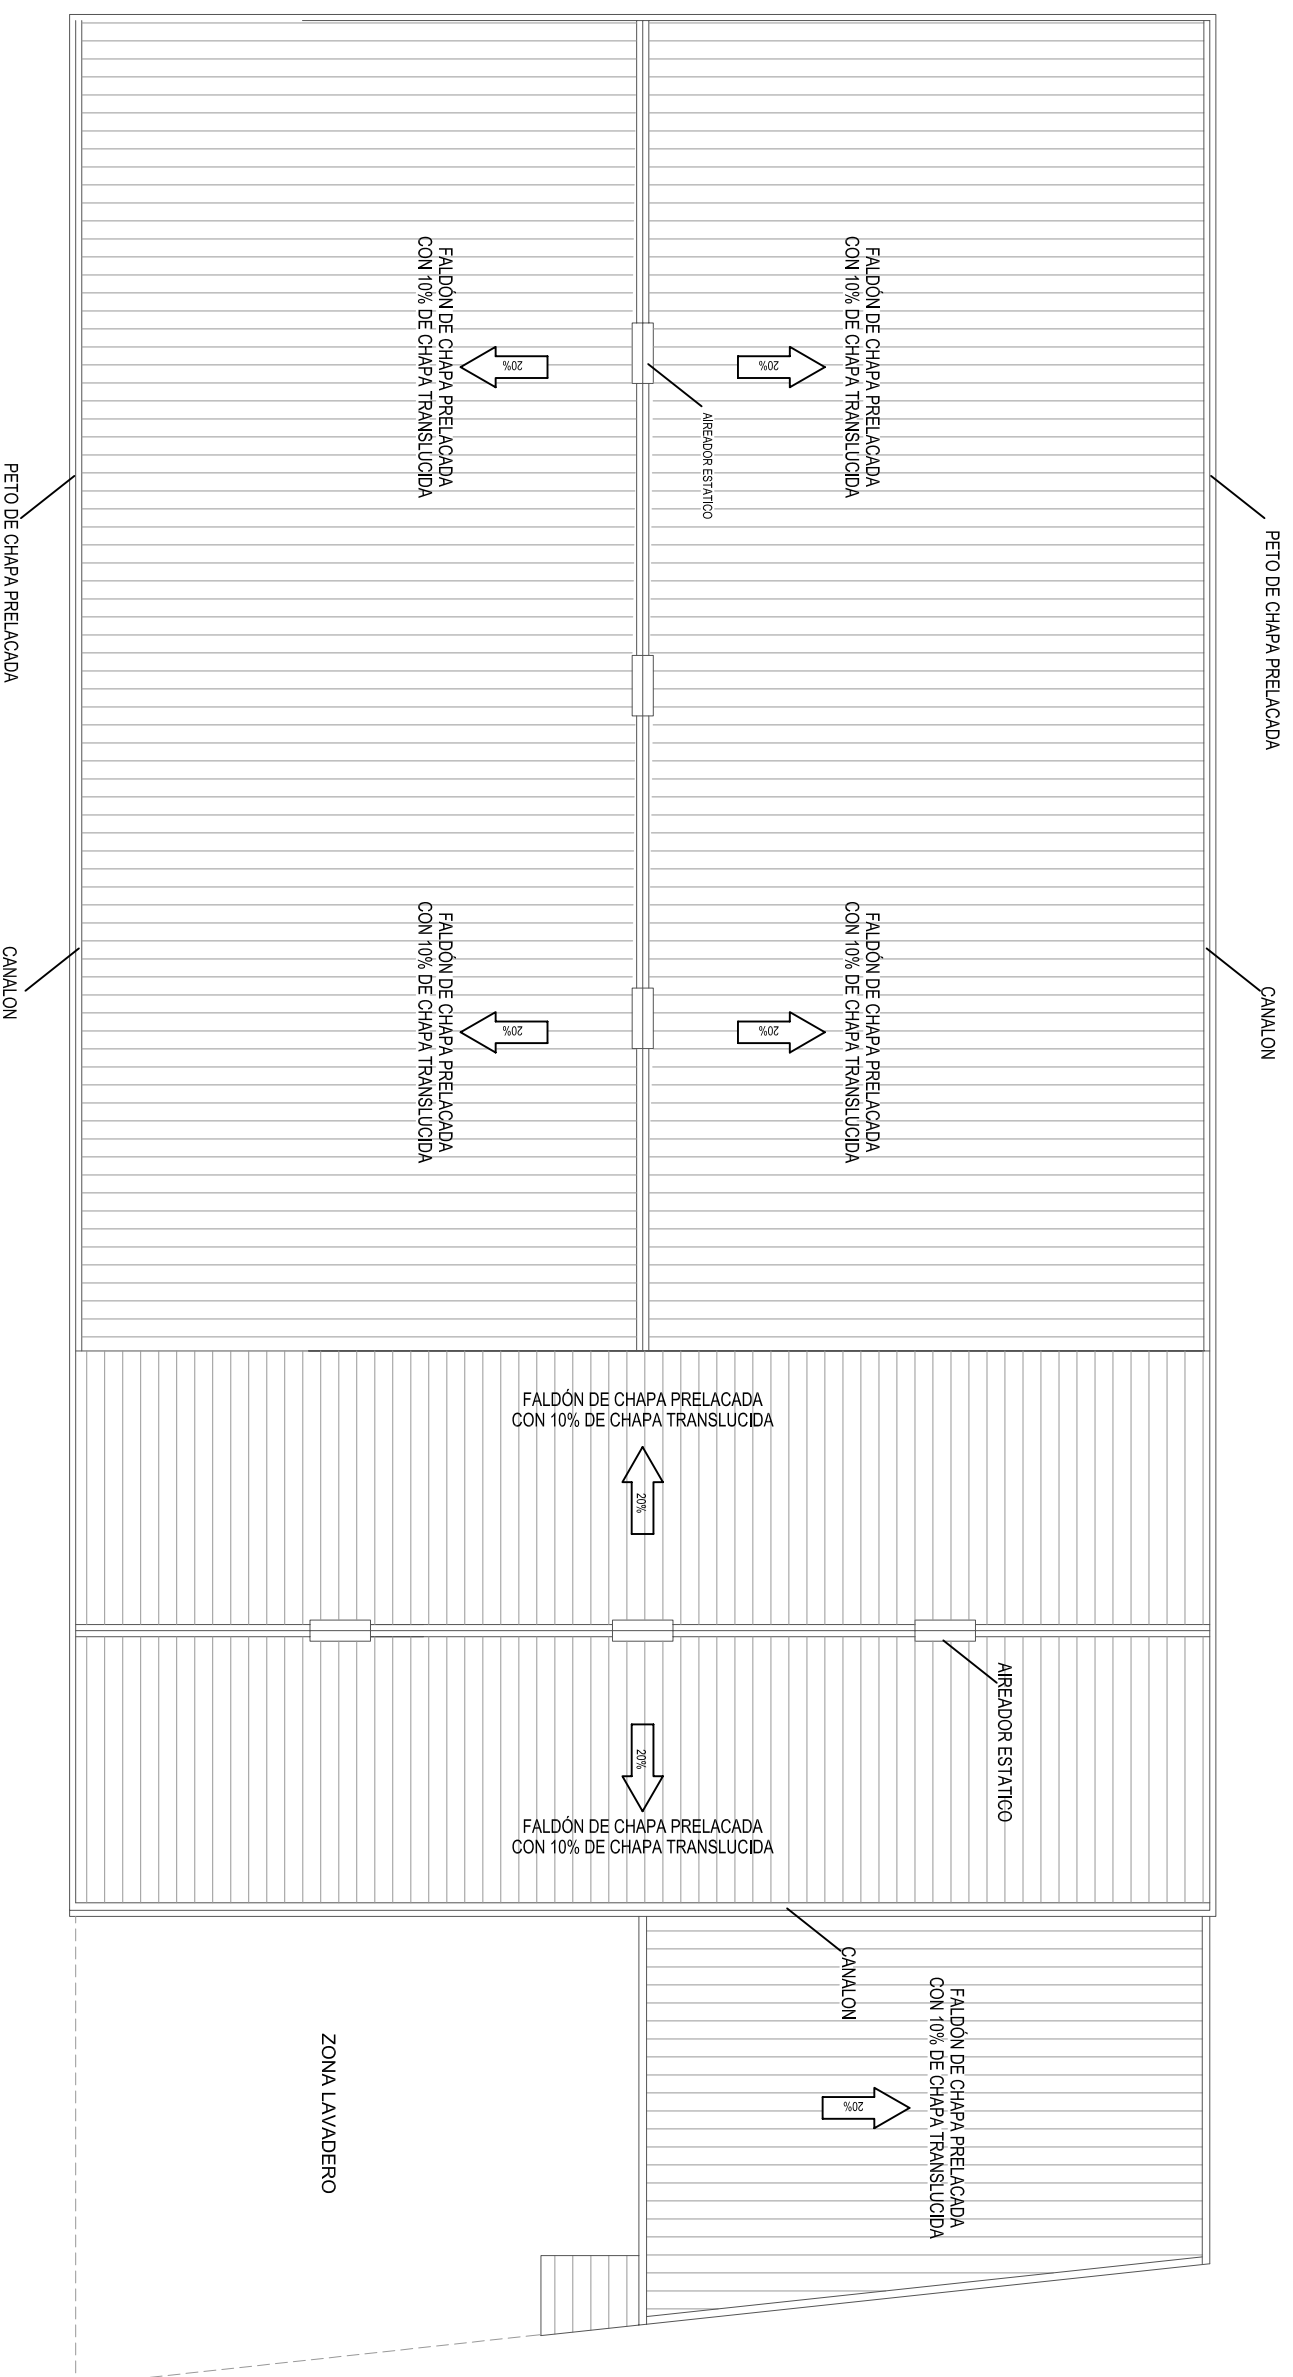 PETO DE CHAPA PRELACADA
CANALON
FALDÓN DE CHAPA PRELACADA
CON 10% DE CHAPA TRANSLUCIDA
20%
FALDÓN DE CHAPA PRELACADA
CON 10% DE CHAPA TRANSLUCIDA
20%
AIREADOR ESTATICO
FALDÓN DE CHAPA PRELACADA
CON 10% DE CHAPA TRANSLUCIDA
20%
FALDÓN DE CHAPA PRELACADA
CON 10% DE CHAPA TRANSLUCIDA
20%
PETO DE CHAPA PRELACADA
CANALON
FALDÓN DE CHAPA PRELACADA
CON 10% DE CHAPA TRANSLUCIDA
20%
AIREADOR ESTATICO
20%
FALDÓN DE CHAPA PRELACADA
CON 10% DE CHAPA TRANSLUCIDA
CANALON
FALDÓN DE CHAPA PRELACADA
CON 10% DE CHAPA TRANSLUCIDA
20%
ZONA LAVADERO